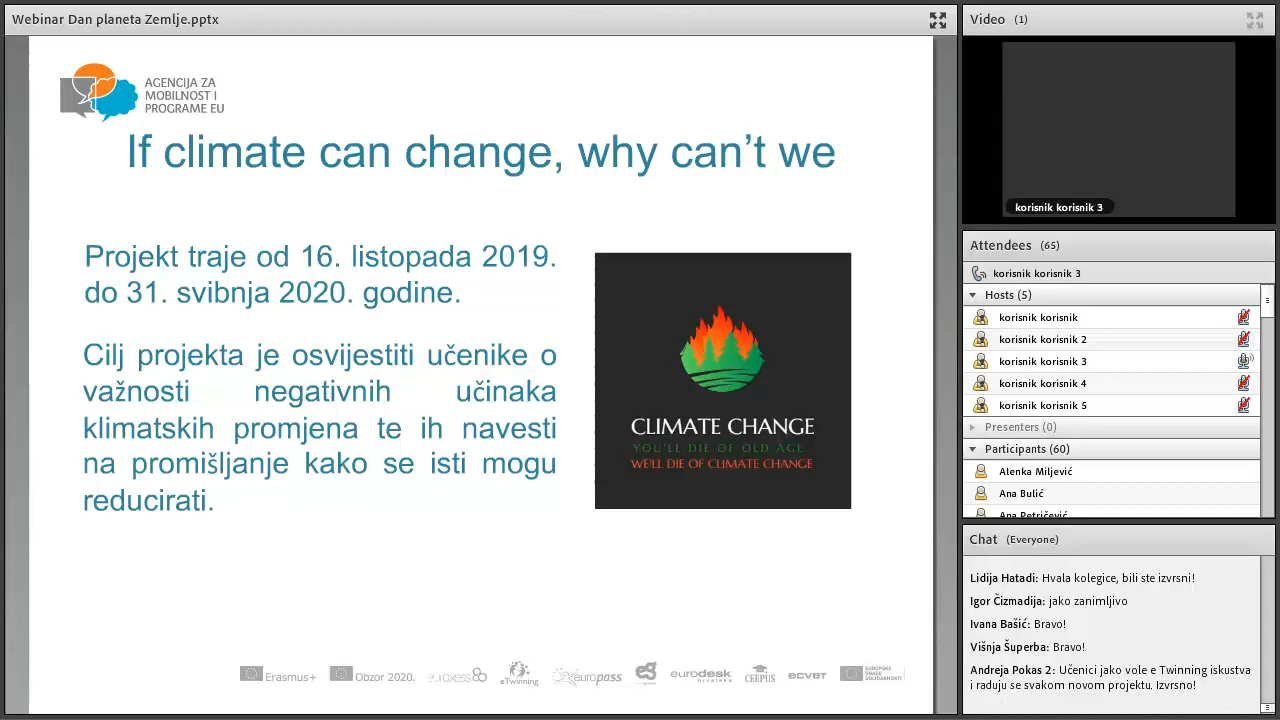 Webinar Dan planeta Zemlje.pptx
AGENCIJA ZA
MOBILNOST I
PROGRAME EU
If climate can change, why can’t we
Projekt traje od 16. listopada 2019.
do 31. svibnja 2020. godine.
Cilj projekta je osvijestiti učenike o
važnosti negativnih učinaka
klimatskih promjena te ih navesti
na promišljanje kako se isti mogu
reducirati.
CLIMATE CHANGE
YOU'LL DIE OF OLD AGE
WE'LL DIE OF CLIMATE CHANGE
Erasmus+
Obzor 2020.
euraxess
eTwinning
europass
eg
eurodesk
hrvatska
CEEPUS
ECVET
EUROPSKE
SNAGE
SOLIDARNOSTI
Video (1)
korisnik korisnik 3
Attendees (65)
korisnik korisnik 3
Hosts (5)
korisnik korisnik
korisnik korisnik 2
korisnik korisnik 3
korisnik korisnik 4
korisnik korisnik 5
Presenters (0)
Participants (60)
Alenka Miljević
Ana Bulić
Ana Petričević
Chat (Everyone)
Lidija Hatadi: Hvala kolegice, bili ste izvrsni!
Igor Čizmadija: jako zanimljivo
Ivana Bašić: Bravo!
Višnja Šuperba: Bravo!
Andreja Pokas 2: Učenici jako vole e Twinning iskustva
i raduju se svakom novom projektu. Izvrsno!